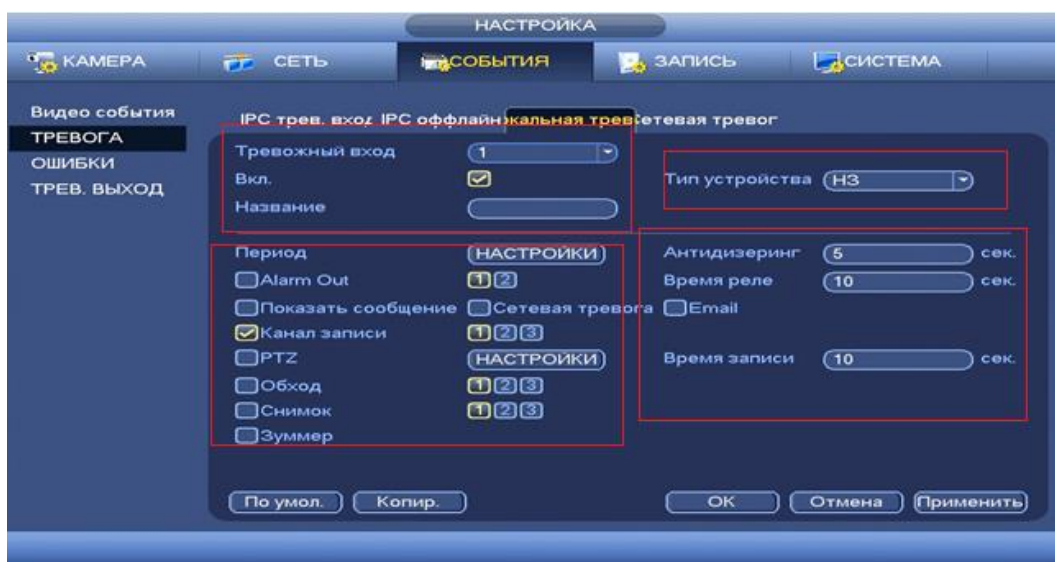 НАСТРОЙКА
КАМЕРА СЕТЬ СОБЫТИЯ ЗАПИСЬ СИСТЕМА
Видео события
ТРЕВОГА
ОШИБКИ
ТРЕВ. ВЫХОД
IPC трев. вход IPC оффлайн окальная трев Сетевая тревог
Тревожный вход 1
Вкл. Тип устройства НЗ
Название
Период НАСТРОЙКИ Антидизеринг 5 сек.
Alarm Out 1 2 Время реле 10 сек.
Показать сообщение Сетевая тревога Email
Канал записи 1 2 3
PTZ НАСТРОЙКИ Время записи 10 сек.
Обход 1 2 3
Снимок 1 2 3
Зуммер
По умол. Копир. ОК Отмена Применить